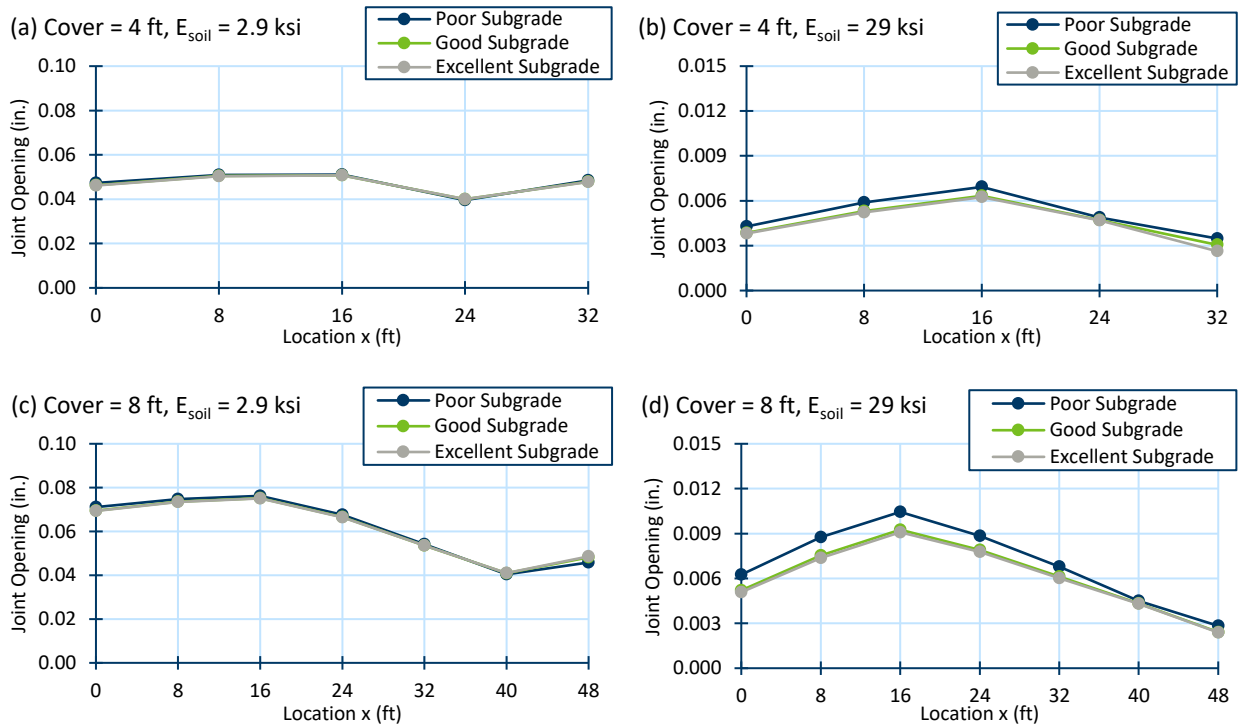 (a) Cover = 4 ft, Esoil = 2.9 ksi
Poor Subgrade
Good Subgrade
Excellent Subgrade
Joint Opening (in.)
0.10
0.08
0.06
0.04
0.02
0.00
0 8 16 24 32
Location x (ft)
(b) Cover = 4 ft, Esoil = 29 ksi
Poor Subgrade
Good Subgrade
Excellent Subgrade
Joint Opening (in.)
0.015
0.012
0.009
0.006
0.003
0.000
0 8 16 24 32
Location x (ft)
(c) Cover = 8 ft, Esoil = 2.9 ksi
Poor Subgrade
Good Subgrade
Excellent Subgrade
Joint Opening (in.)
0.10
0.08
0.06
0.04
0.02
0.00
0 8 16 24 32 40 48
Location x (ft)
(d) Cover = 8 ft, Esoil = 29 ksi
Poor Subgrade
Good Subgrade
Excellent Subgrade
Joint Opening (in.)
0.015
0.012
0.009
0.006
0.003
0.000
0 8 16 24 32 40 48
Location x (ft)